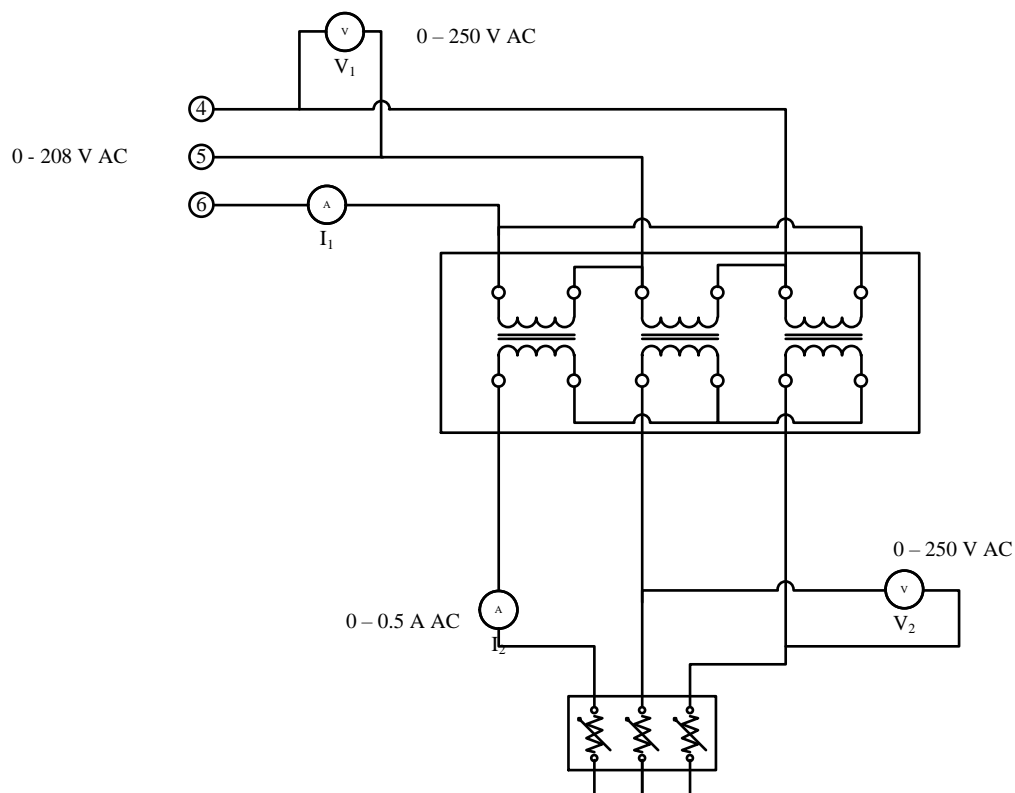 V
0 – 250 V AC
V1
4
0 - 208 V AC
5
6
A
I1
0 – 250 V AC
V
V2
0 – 0.5 A AC
A
I2